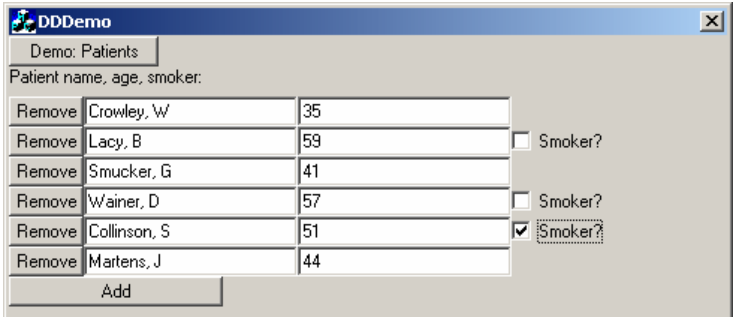 DDDemo
Demo: Patients
Patient name, age, smoker:
Remove Crowley, W 35
Remove Lacy, B 59 Smoker?
Remove Smucker, G 41
Remove Wainer, D 57 Smoker?
Remove Collinson, S 51 Smoker?
Remove Martens, J 44
Add